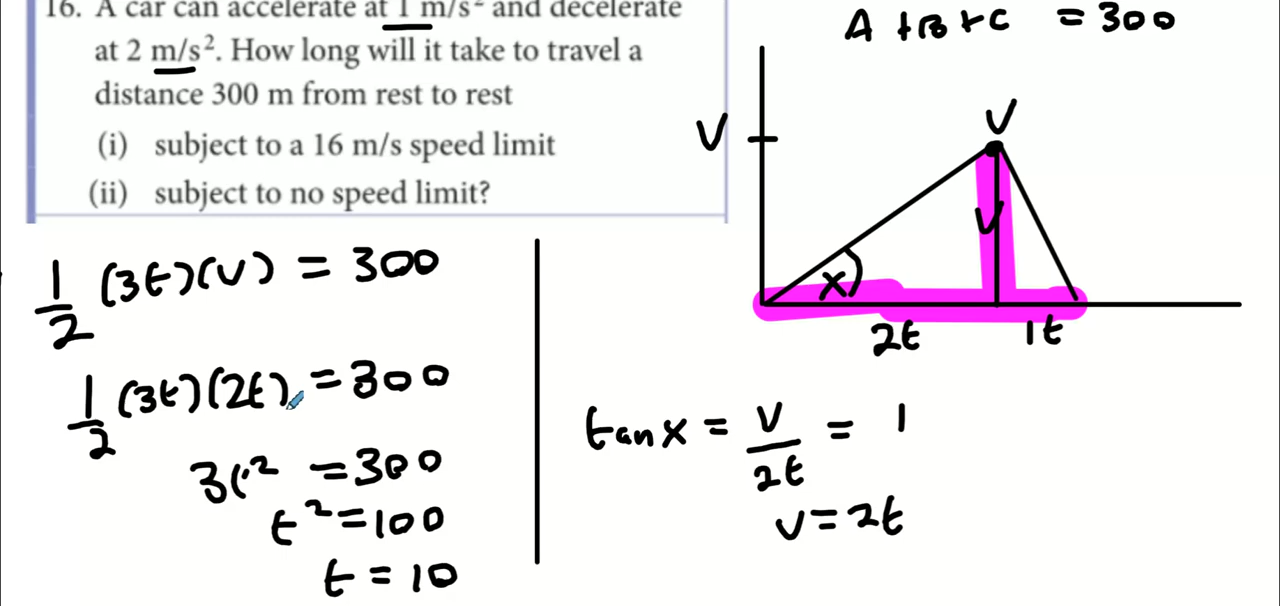 16. A car can accelerate at 1 m/s² and decelerate
at 2 m/s². How long will it take to travel a
distance 300 m from rest to rest
(i) subject to a 16 m/s speed limit
(ii) subject to no speed limit?
A + B + C = 300
V
V
V
x
2t
1t
1/2 (3t)(v) = 300
1/2 (3t)(2t) = 300
3t² = 300
t² = 100
t = 10
tan x = v/2t = 1
v = 2t